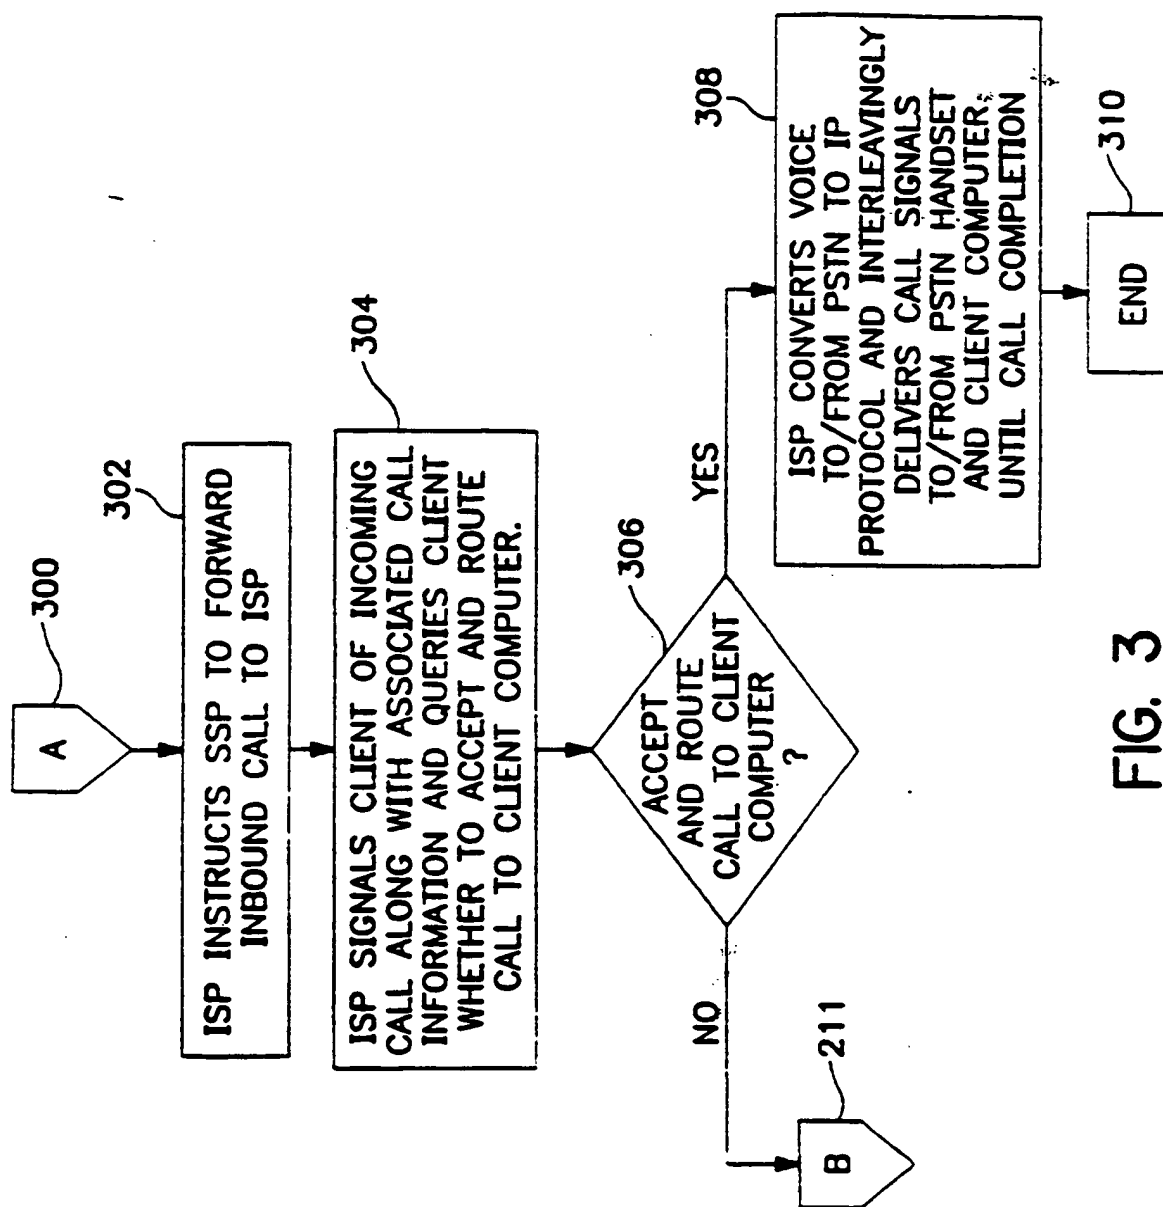 A
300
302
ISP INSTRUCTS SSP TO FORWARD
INBOUND CALL TO ISP
304
ISP SIGNALS CLIENT OF INCOMING
CALL ALONG WITH ASSOCIATED CALL
INFORMATION AND QUERIES CLIENT
WHETHER TO ACCEPT AND ROUTE
CALL TO CLIENT COMPUTER.
306
ACCEPT
AND ROUTE
CALL TO CLIENT
COMPUTER
?
NO
YES
B
211
308
ISP CONVERTS VOICE
TO/FROM PSTN TO IP
PROTOCOL AND INTERLEAVINGLY
DELIVERS CALL SIGNALS
TO/FROM PSTN HANDSET
AND CLIENT COMPUTER,
UNTIL CALL COMPLETION
END
310
FIG. 3